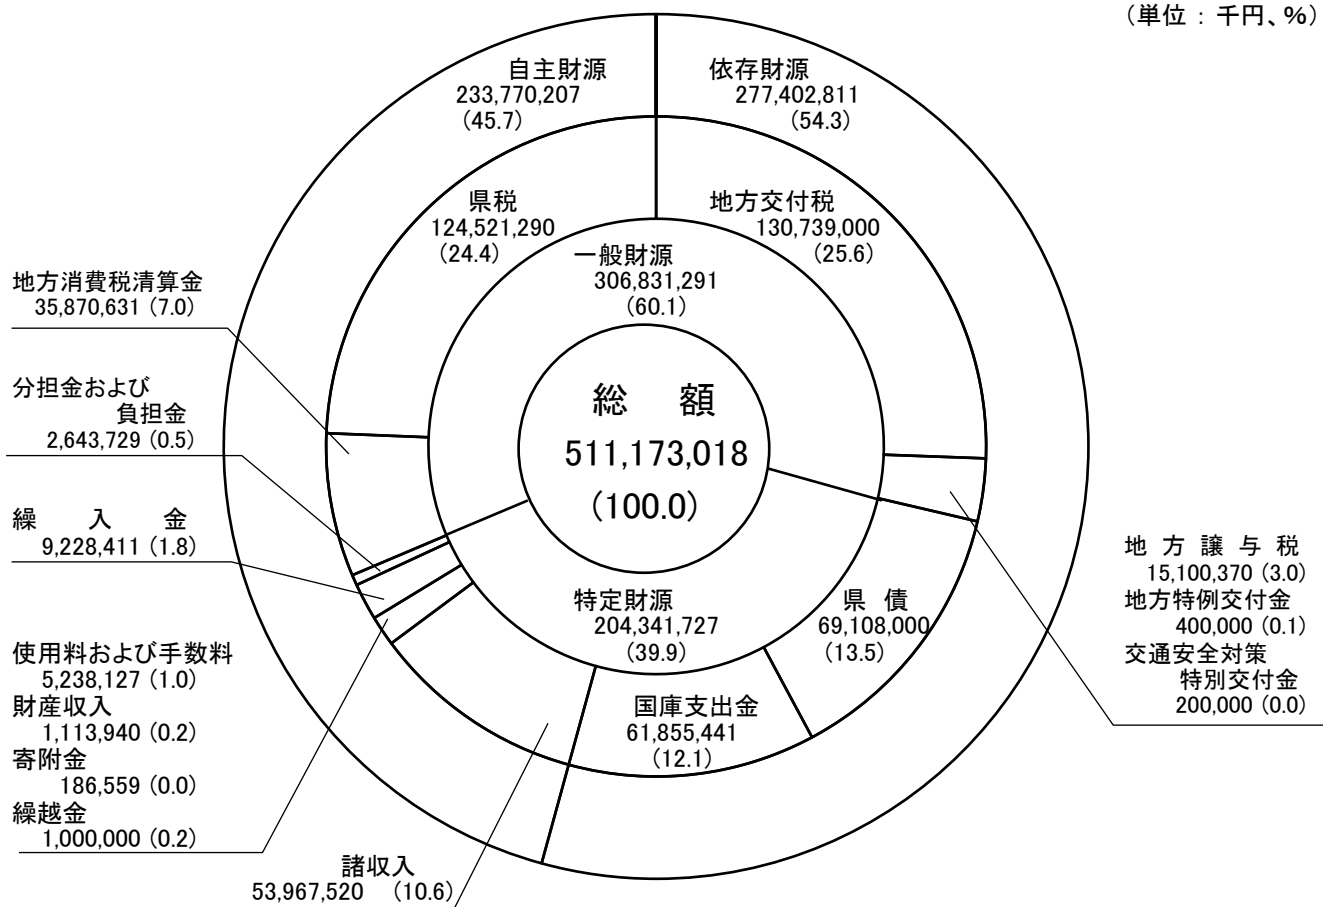 （単位：千円、％）
自主財源
233,770,207
（45.7）
依存財源
277,402,811
（54.3）
県税
124,521,290
（24.4）
地方交付税
130,739,000
（25.6）
一般財源
306,831,291
（60.1）
総　額
511,173,018
（100.0）
地方消費税清算金
35,870,631（7.0）
分担金および
負担金
2,643,729（0.5）
繰　入　金
9,228,411（1.8）
使用料および手数料
5,238,127（1.0）
財産収入
1,113,940（0.2）
寄附金
186,559（0.0）
繰越金
1,000,000（0.2）
諸収入
53,967,520　（10.6）
特定財源
204,341,727
（39.9）
県　債
69,108,000
（13.5）
国庫支出金
61,855,441
（12.1）
地　方　譲　与　税
15,100,370（3.0）
地方特例交付金
400,000（0.1）
交通安全対策
特別交付金
200,000（0.0）